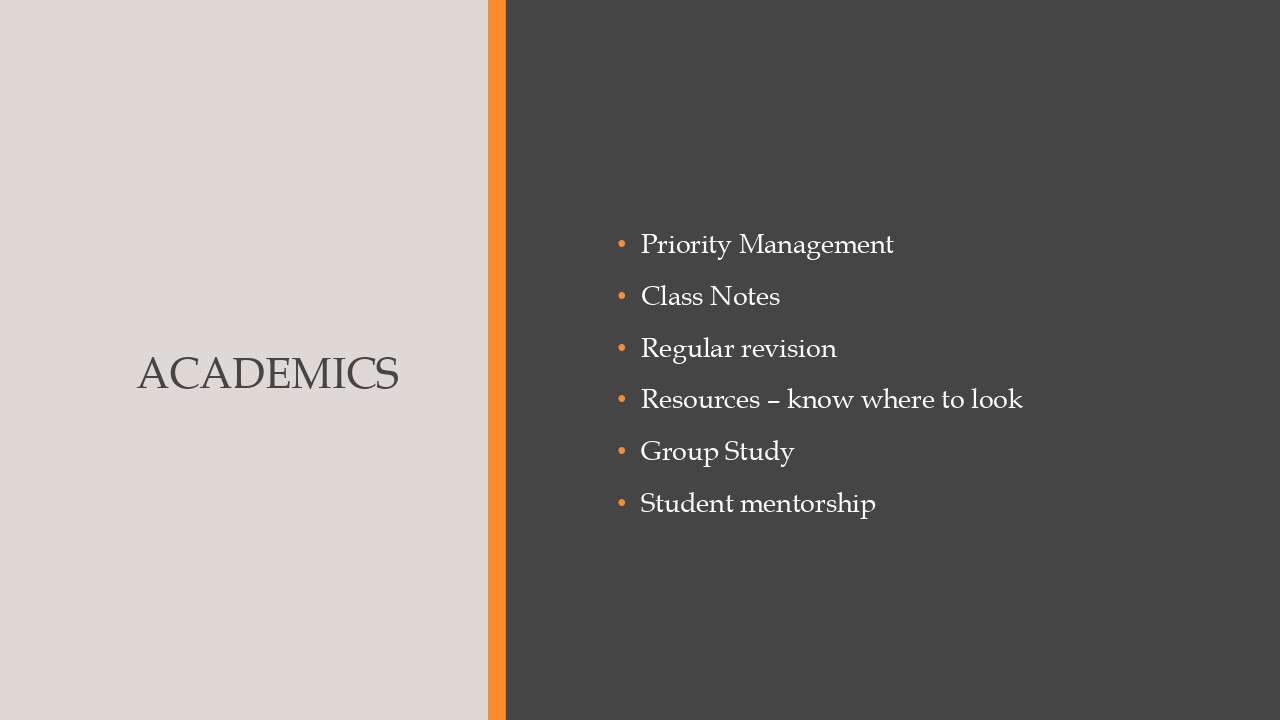 ACADEMICS
• Priority Management
• Class Notes
• Regular revision
• Resources – know where to look
• Group Study
• Student mentorship